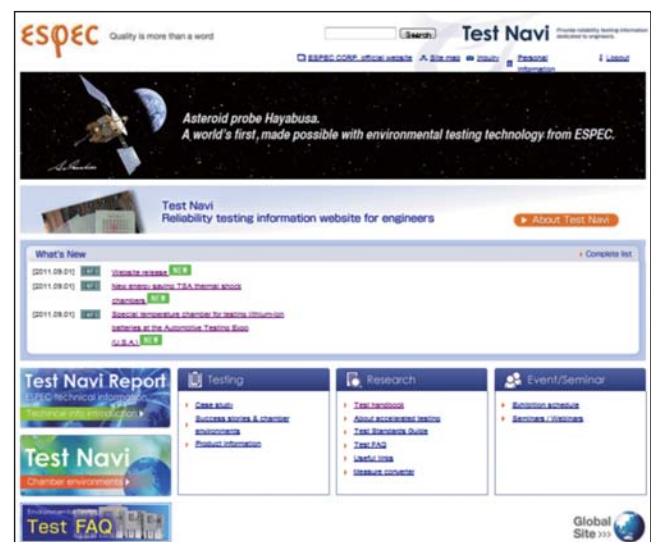 ESPEC Quality is more than a word
Search
Test Navi Provide reliability testing information dedicated to engineers.
ESPEC CORP. official website Site map Inquiry Personal Information Logout
Asteroid probe Hayabusa.
A world's first, made possible with environmental testing technology from ESPEC.
Test Navi
Reliability testing information website for engineers
About Test Navi
What's New
Complete list
[2011.09.01] INFO Website release NEW
[2011.09.01] INFO New energy saving TSA thermal shock
chambers NEW
[2011.09.01] INFO Special temperature chamber for testing lithium-ion
batteries at the Automotive Testing Expo
(U.S.A.) NEW
Test Navi Report
ESPEC technical information
Technical info introduction
Test Navi
Chamber environments
Test FAQ
Testing
Case study
Success stories & chamber
environments
Product information
Research
Test handbook
About accelerated testing
Test Standards Guide
Test FAQ
Useful links
Measure converter
Event/Seminar
Exhibition schedule
Seminars / Webinars
Global
Site >>>